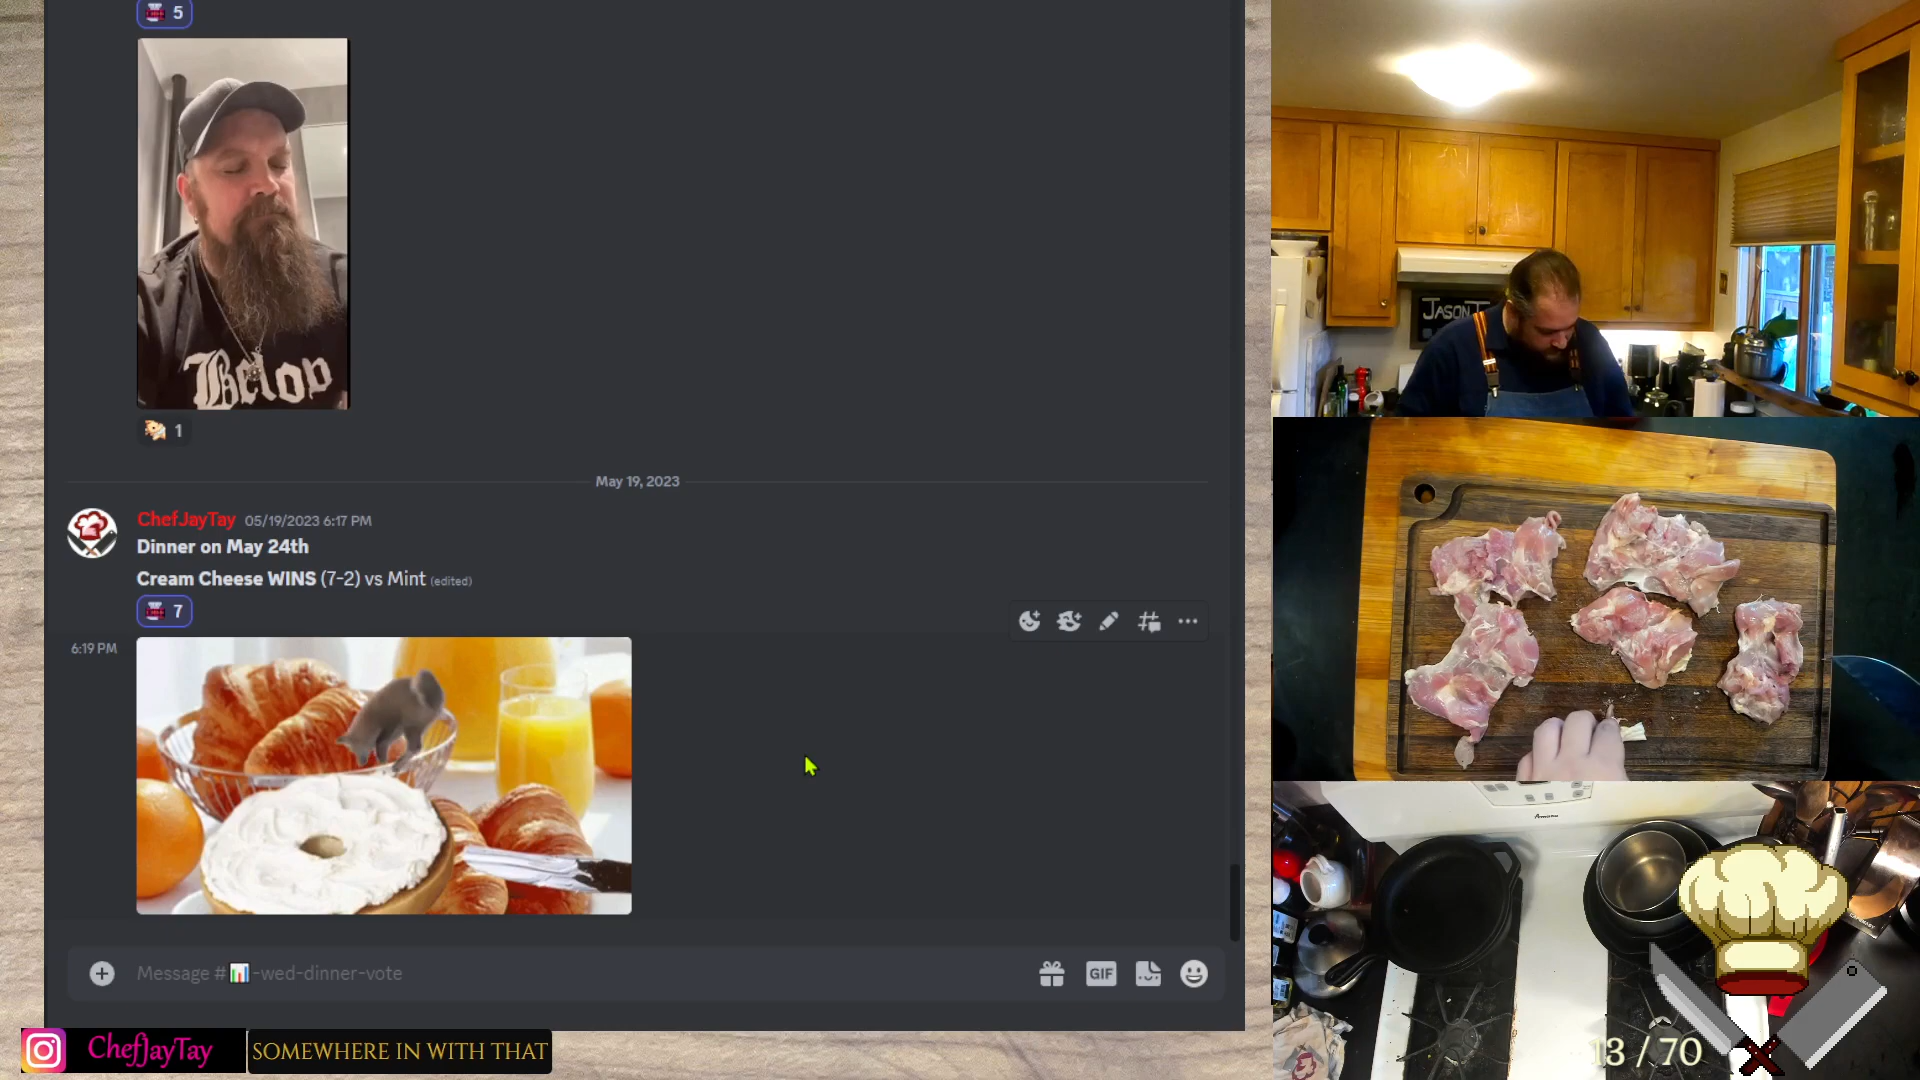 5
Below
1
May 19, 2023
ChefJayTay 05/19/2023 6:17 PM
Dinner on May 24th
Cream Cheese WINS (7-2) vs Mint (edited)
7
6:19 PM
Message #📊-wed-dinner-vote
GIF
ChefJayTay
SOMEWHERE IN WITH THAT
JASONT
13 / 70